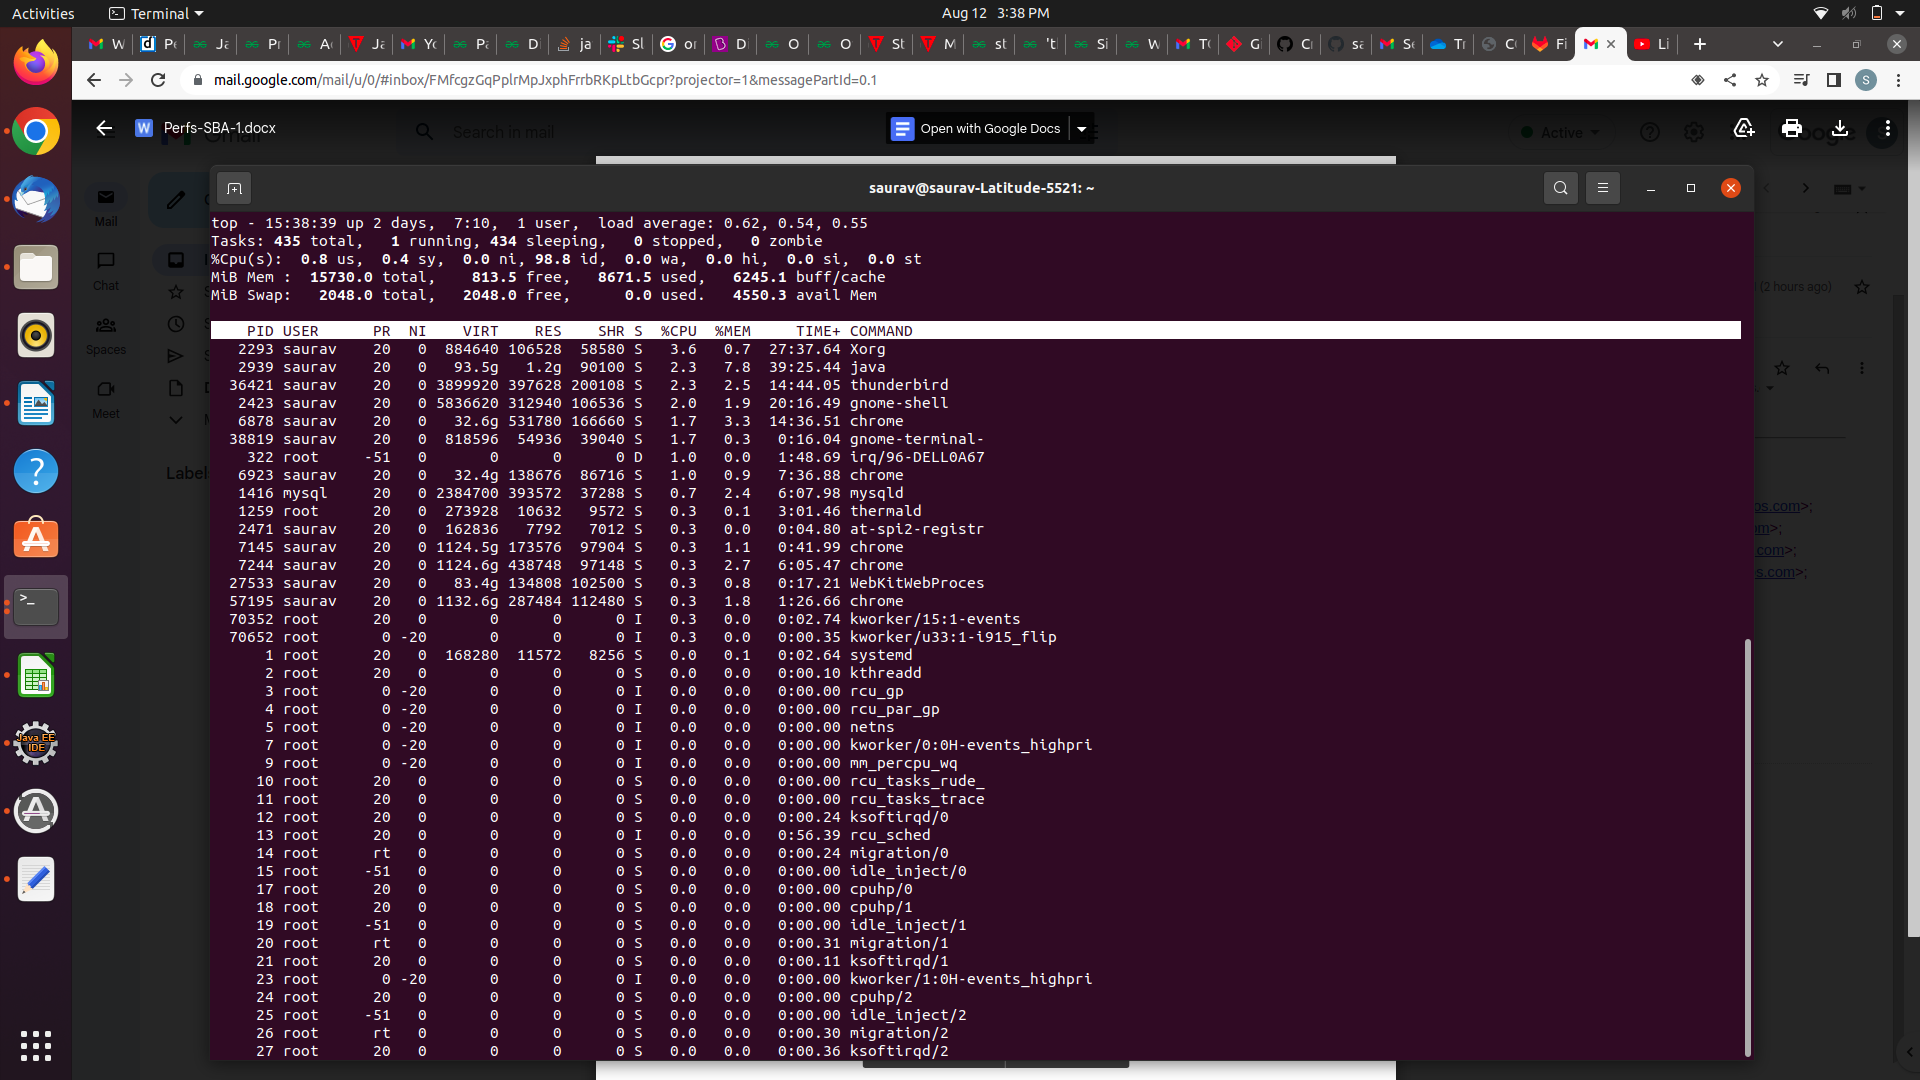 Activities Terminal Aug 12 3:38 PM
W Pe Ja Pr Ac Ja Yo Pa D ja Sl or D O O St M st 't Si W TC G Cr sa Se Tr C Fi Li
mail.google.com/mail/u/0/#inbox/FMfcgzGqPplrMpJxphFrrbRKpLtbGcpr?projector=1&messagePartId=0.1 S
Perfs-SBA-1.docx Search in mail Open with Google Docs Active
saurav@saurav-Latitude-5521: ~
Mail
Chat
Spaces
Meet
Labels
(2 hours ago)
os.com>;
m>;
.com>;
s.com>;
Java EE
IDE
top - 15:38:39 up 2 days, 7:10, 1 user, load average: 0.62, 0.54, 0.55
Tasks: 435 total, 1 running, 434 sleeping, 0 stopped, 0 zombie
%Cpu(s): 0.8 us, 0.4 sy, 0.0 ni, 98.8 id, 0.0 wa, 0.0 hi, 0.0 si, 0.0 st
MiB Mem : 15730.0 total, 813.5 free, 8671.5 used, 6245.1 buff/cache
MiB Swap: 2048.0 total, 2048.0 free, 0.0 used. 4550.3 avail Mem
PID USER PR NI VIRT RES SHR S %CPU %MEM TIME+ COMMAND
2293 saurav 20 0 884640 106528 58580 S 3.6 0.7 27:37.64 Xorg
2939 saurav 20 0 93.5g 1.2g 90100 S 2.3 7.8 39:25.44 java
36421 saurav 20 0 3899920 397628 200108 S 2.3 2.5 14:44.05 thunderbird
2423 saurav 20 0 5836620 312940 106536 S 2.0 1.9 20:16.49 gnome-shell
6878 saurav 20 0 32.6g 531780 166660 S 1.7 3.3 14:36.51 chrome
38819 saurav 20 0 818596 54936 39040 S 1.7 0.3 0:16.04 gnome-terminal-
322 root -51 0 0 0 0 D 1.0 0.0 1:48.69 irq/96-DELL0A67
6923 saurav 20 0 32.4g 138676 86716 S 1.0 0.9 7:36.88 chrome
1416 mysql 20 0 2384700 393572 37288 S 0.7 2.4 6:07.98 mysqld
1259 root 20 0 273928 10632 9572 S 0.3 0.1 3:01.46 thermald
2471 saurav 20 0 162836 7792 7012 S 0.3 0.0 0:04.80 at-spi2-registr
7145 saurav 20 0 1124.5g 173576 97904 S 0.3 1.1 0:41.99 chrome
7244 saurav 20 0 1124.6g 438748 97148 S 0.3 2.7 6:05.47 chrome
27533 saurav 20 0 83.4g 134808 102500 S 0.3 0.8 0:17.21 WebKitWebProces
57195 saurav 20 0 1132.6g 287484 112480 S 0.3 1.8 1:26.66 chrome
70352 root 20 0 0 0 0 I 0.3 0.0 0:02.74 kworker/15:1-events
70652 root 0 -20 0 0 0 I 0.3 0.0 0:00.35 kworker/u33:1-i915_flip
1 root 20 0 168280 11572 8256 S 0.0 0.1 0:02.64 systemd
2 root 20 0 0 0 0 S 0.0 0.0 0:00.10 kthreadd
3 root 0 -20 0 0 0 I 0.0 0.0 0:00.00 rcu_gp
4 root 0 -20 0 0 0 I 0.0 0.0 0:00.00 rcu_par_gp
5 root 0 -20 0 0 0 I 0.0 0.0 0:00.00 netns
7 root 0 -20 0 0 0 I 0.0 0.0 0:00.00 kworker/0:0H-events_highpri
9 root 0 -20 0 0 0 I 0.0 0.0 0:00.00 mm_percpu_wq
10 root 20 0 0 0 0 S 0.0 0.0 0:00.00 rcu_tasks_rude_
11 root 20 0 0 0 0 S 0.0 0.0 0:00.00 rcu_tasks_trace
12 root 20 0 0 0 0 S 0.0 0.0 0:00.24 ksoftirqd/0
13 root 20 0 0 0 0 I 0.0 0.0 0:56.39 rcu_sched
14 root rt 0 0 0 0 S 0.0 0.0 0:00.24 migration/0
15 root -51 0 0 0 0 S 0.0 0.0 0:00.00 idle_inject/0
17 root 20 0 0 0 0 S 0.0 0.0 0:00.00 cpuhp/0
18 root 20 0 0 0 0 S 0.0 0.0 0:00.00 cpuhp/1
19 root -51 0 0 0 0 S 0.0 0.0 0:00.00 idle_inject/1
20 root rt 0 0 0 0 S 0.0 0.0 0:00.31 migration/1
21 root 20 0 0 0 0 S 0.0 0.0 0:00.11 ksoftirqd/1
23 root 0 -20 0 0 0 I 0.0 0.0 0:00.00 kworker/1:0H-events_highpri
24 root 20 0 0 0 0 S 0.0 0.0 0:00.00 cpuhp/2
25 root -51 0 0 0 0 S 0.0 0.0 0:00.00 idle_inject/2
26 root rt 0 0 0 0 S 0.0 0.0 0:00.30 migration/2
27 root 20 0 0 0 0 S 0.0 0.0 0:00.36 ksoftirqd/2